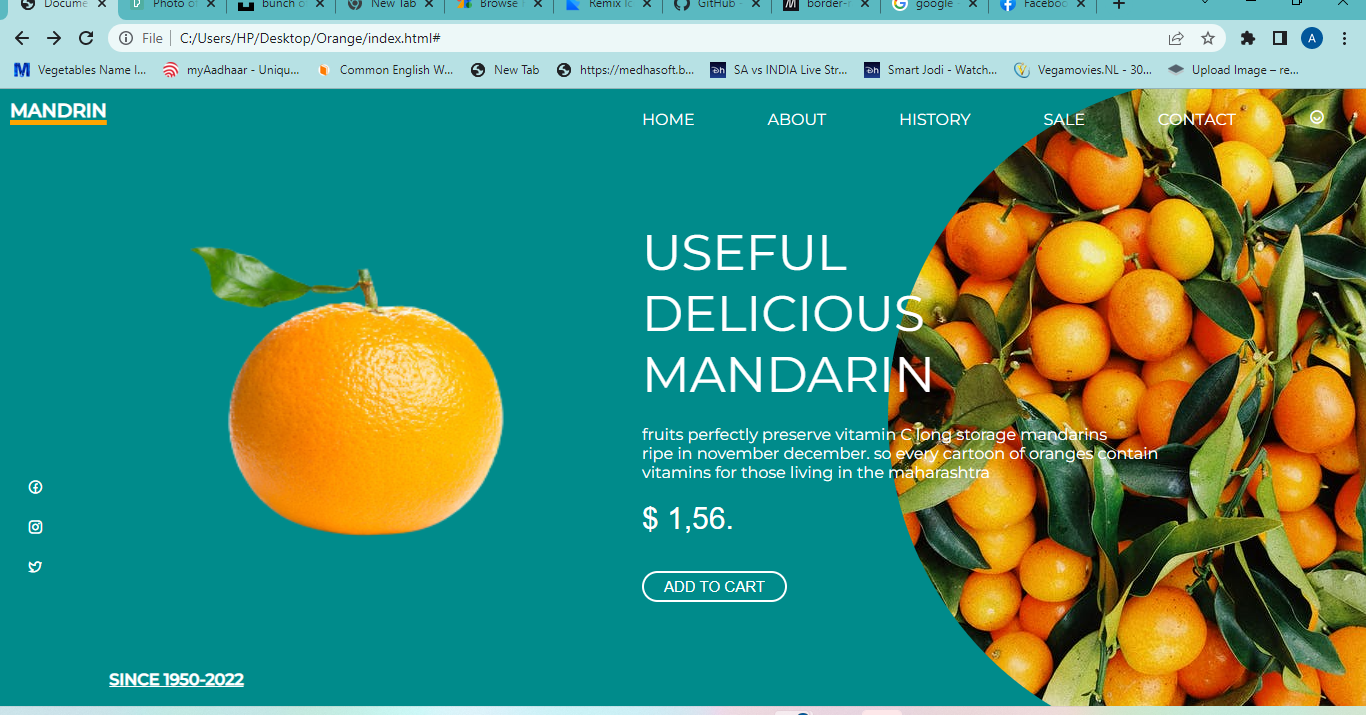 Docume
Photo of
bunch o
New Tab
Browse
Remix Ic
GitHub -
border-r
google -
Faceboo
File
C:/Users/HP/Desktop/Orange/index.html#
A
Vegetables Name I...
myAadhaar - Uniqu...
Common English W...
New Tab
https://medhasoft.b...
SA vs INDIA Live Str...
Smart Jodi - Watch...
Vegamovies.NL - 30...
Upload Image – re...
MANDRIN
HOME ABOUT HISTORY SALE CONTACT
USEFUL
DELICIOUS
MANDARIN
fruits perfectly preserve vitamin C long storage mandarins
ripe in november december. so every cartoon of oranges contain
vitamins for those living in the maharashtra
$ 1,56.
ADD TO CART
SINCE 1950-2022